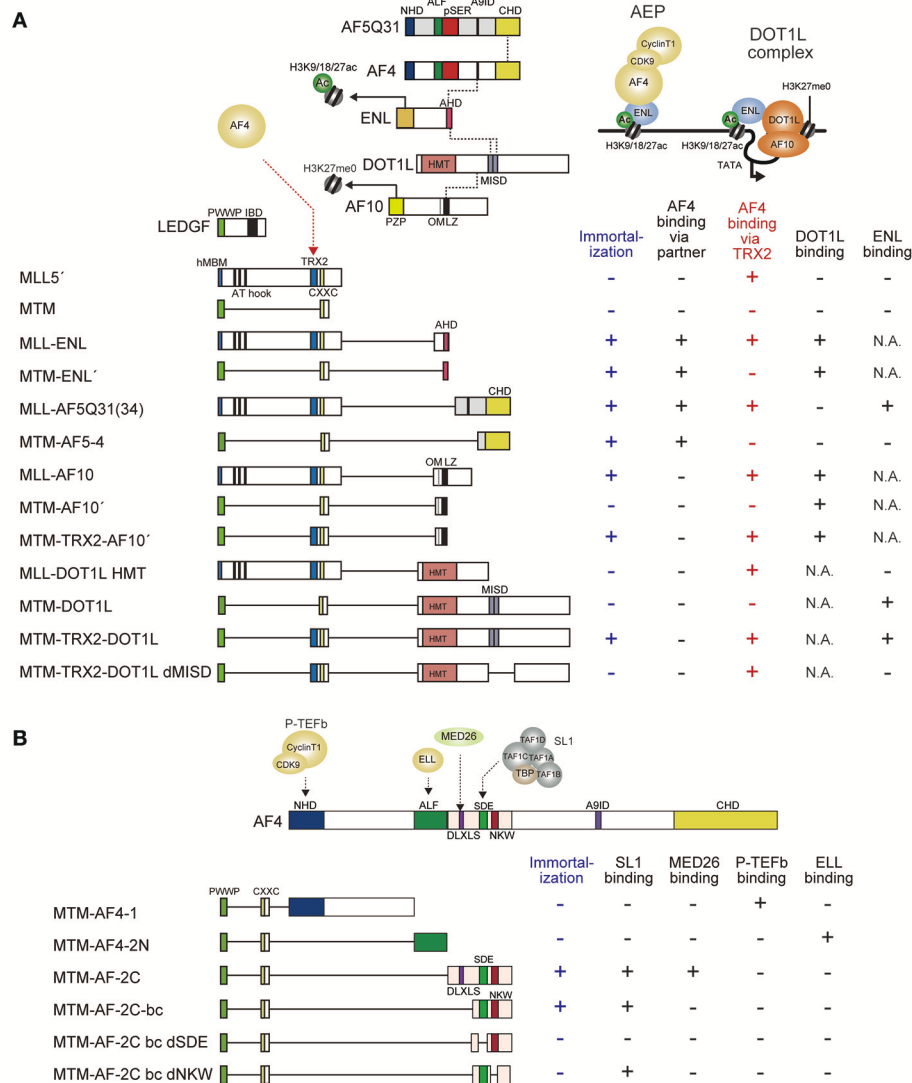 A
NHD ALF pSER A9ID CHD
AF5Q31
AF4
H3K9/18/27ac
Ac
AHD
ENL
AF4
DOT1L HMT
MISD
H3K27me0
AF10
PZP OMLZ
AEP
CyclinT1
CDK9
AF4
ENL
Ac
H3K9/18/27ac
DOT1L
complex
H3K27me0
ENL
DOT1L
Ac
AF10
H3K9/18/27ac
TATA
PWWP IBD
LEDGF
Immortal-
ization
AF4
binding
via
partner
AF4
binding
via
TRX2
DOT1L
binding
ENL
binding
hMBM TRX2
MLL5´ - - + - -
AT hook CXXC
MTM - - - - -
AHD
MLL-ENL + + + + N.A.
MTM-ENL´ + + - + N.A.
CHD
MLL-AF5Q31(34) + + + - +
MTM-AF5-4 + + - - -
OM LZ
MLL-AF10 + - + + N.A.
MTM-AF10´ - - - + N.A.
MTM-TRX2-AF10´ + - + + N.A.
MLL-DOT1L HMT HMT - - + N.A. -
MISD
MTM-DOT1L HMT - - - N.A. +
MTM-TRX2-DOT1L HMT + - + N.A. +
MTM-TRX2-DOT1L dMISD HMT - - + N.A. -
B
P-TEFb
CyclinT1
CDK9
ELL
MED26
TAF1D
TAF1C TAF1A
TBP TAF1B
SL1
NHD ALF SDE A9ID CHD
AF4
DLXLS NKW
Immortal-
ization
SL1
binding
MED26
binding
P-TEFb
binding
ELL
binding
PWWP CXXC
MTM-AF4-1 - - - + -
MTM-AF4-2N - - - - +
SDE
MTM-AF-2C + + + - -
DLXLS NKW
MTM-AF-2C-bc + + - - -
MTM-AF-2C bc dSDE - - - - -
MTM-AF-2C bc dNKW - + - - -